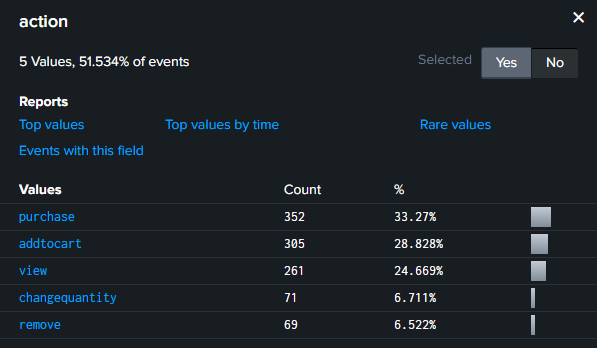 action
5 Values, 51.534% of events
Selected Yes No
Reports
Top values Top values by time Rare values
Events with this field
Values Count %
purchase 352 33.27%
addtocart 305 28.828%
view 261 24.669%
changequantity 71 6.711%
remove 69 6.522%